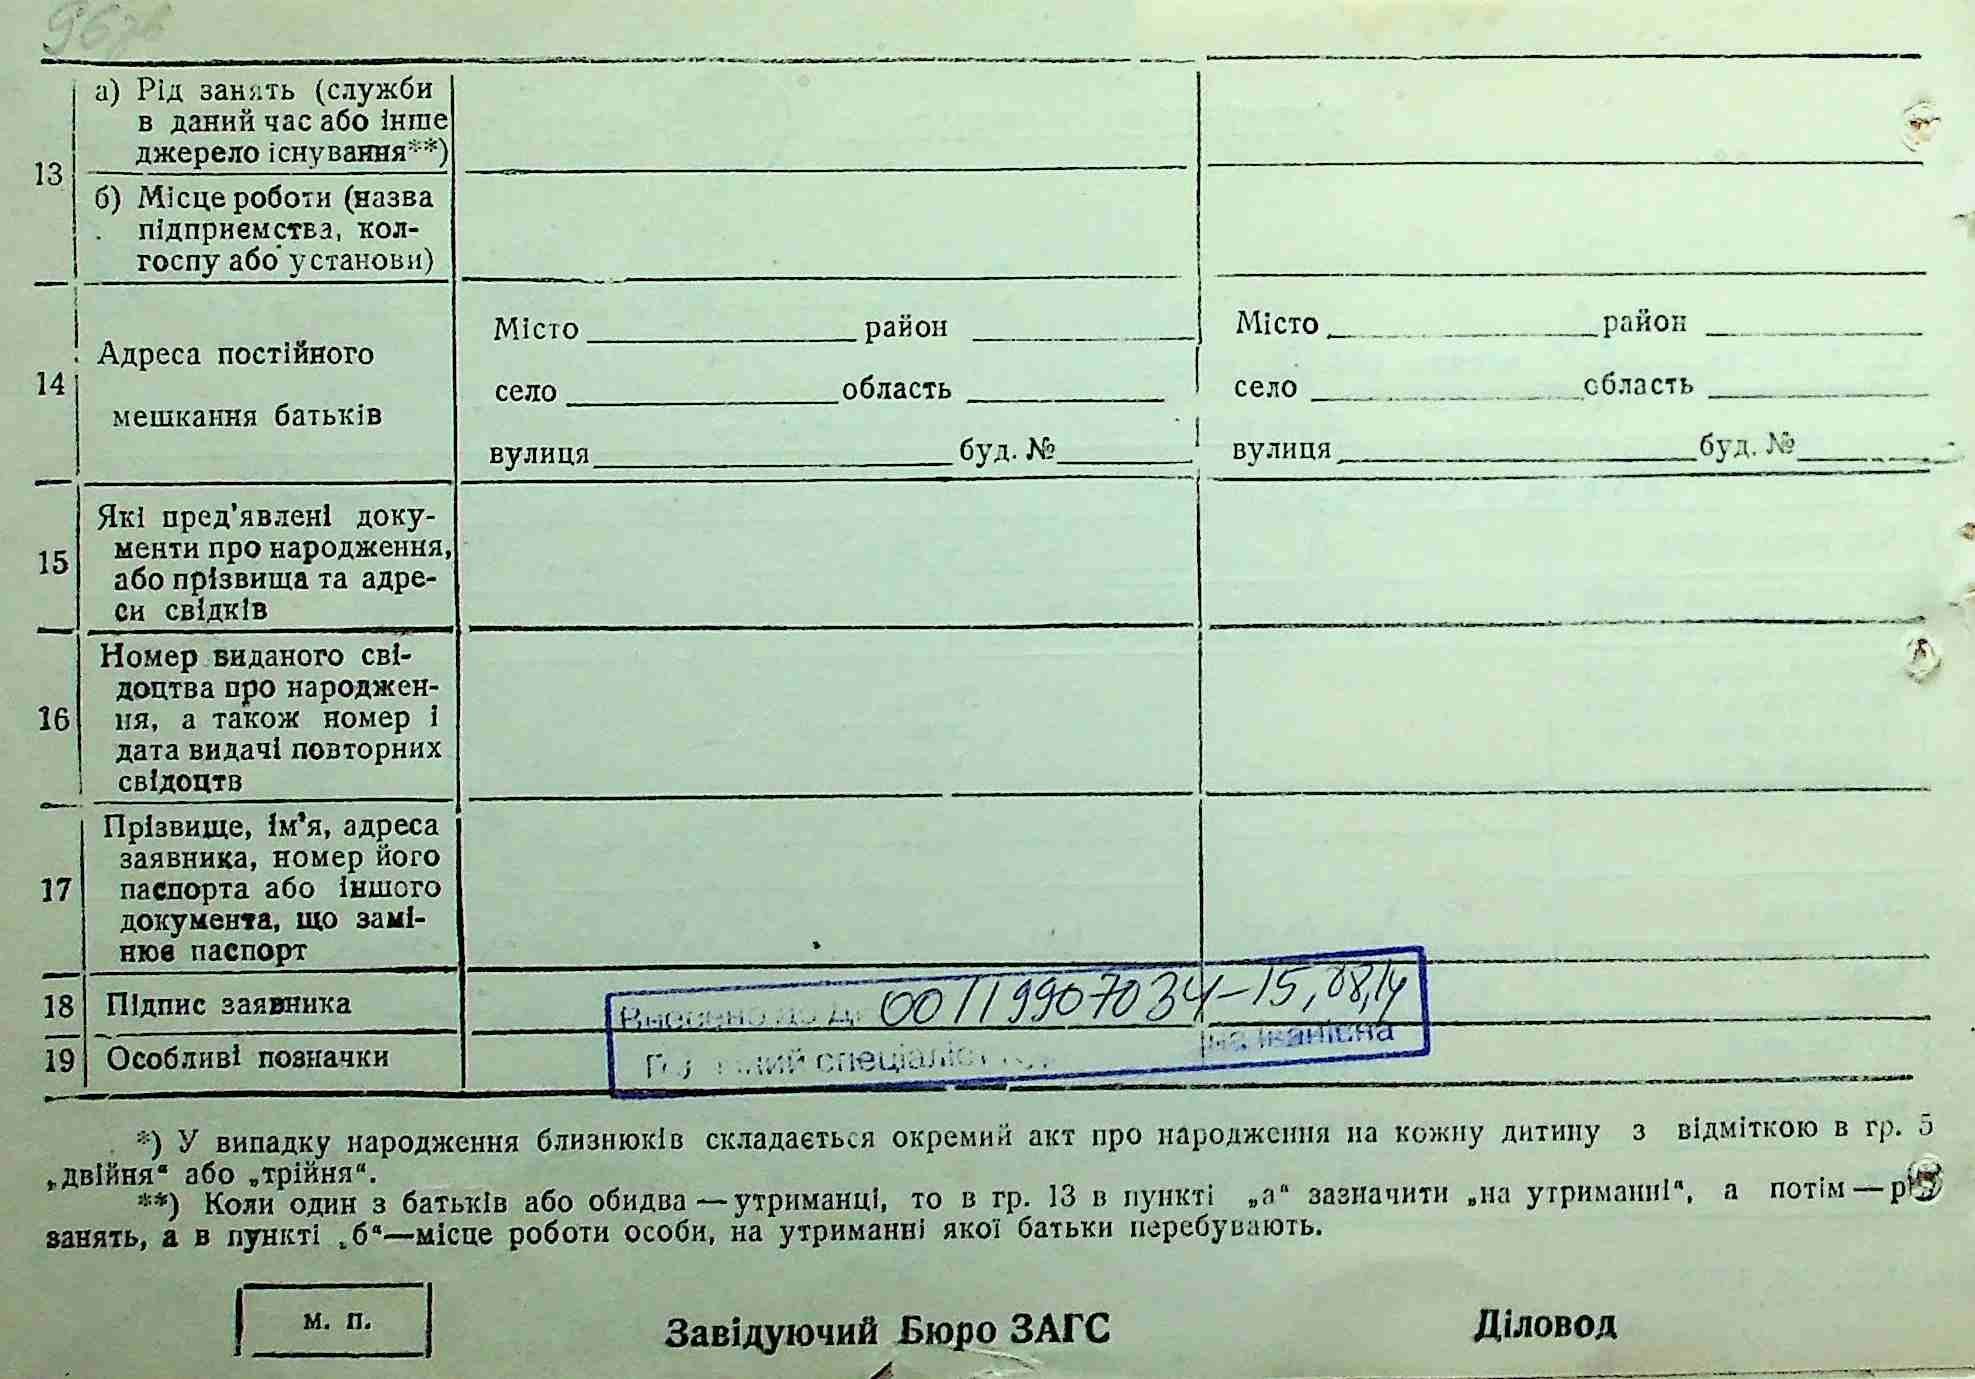 13
а) Рід занять (служби
в даний час або інше
джерело існування**)
б) Місце роботи (назва
підприємства, кол-
госпу або установи)
14
Адреса постійного
мешкання батьків
Місто район
село область
вулиця буд. №
Місто район
село область
вулиця буд. №
15
Які пред'явлені доку-
менти про народження,
або прізвища та адре-
си свідків
16
Номер виданого сві-
доцтва про народжен-
ня, а також номер і
дата видачі повторних
свідоцтв
17
Прізвище, ім'я, адреса
заявника, номер його
паспорта або іншого
документа, що замі-
нює паспорт
18 Підпис заявника
19 Особливі позначки
Внесено до 00119907034-15,08,14
спеціаліст Іванівна
*) У випадку народження близнюків складається окремий акт про народження на кожну дитину з відміткою в гр. 5
„двійня“ або „трійня“.
**) Коли один з батьків або обидва — утриманці, то в гр. 13 в пункті „а“ зазначити „на утриманні“, а потім —
занять, а в пункті „б“—місце роботи особи, на утриманні якої батьки перебувають.
м. п.
Завідуючий Бюро ЗАГС
Діловод